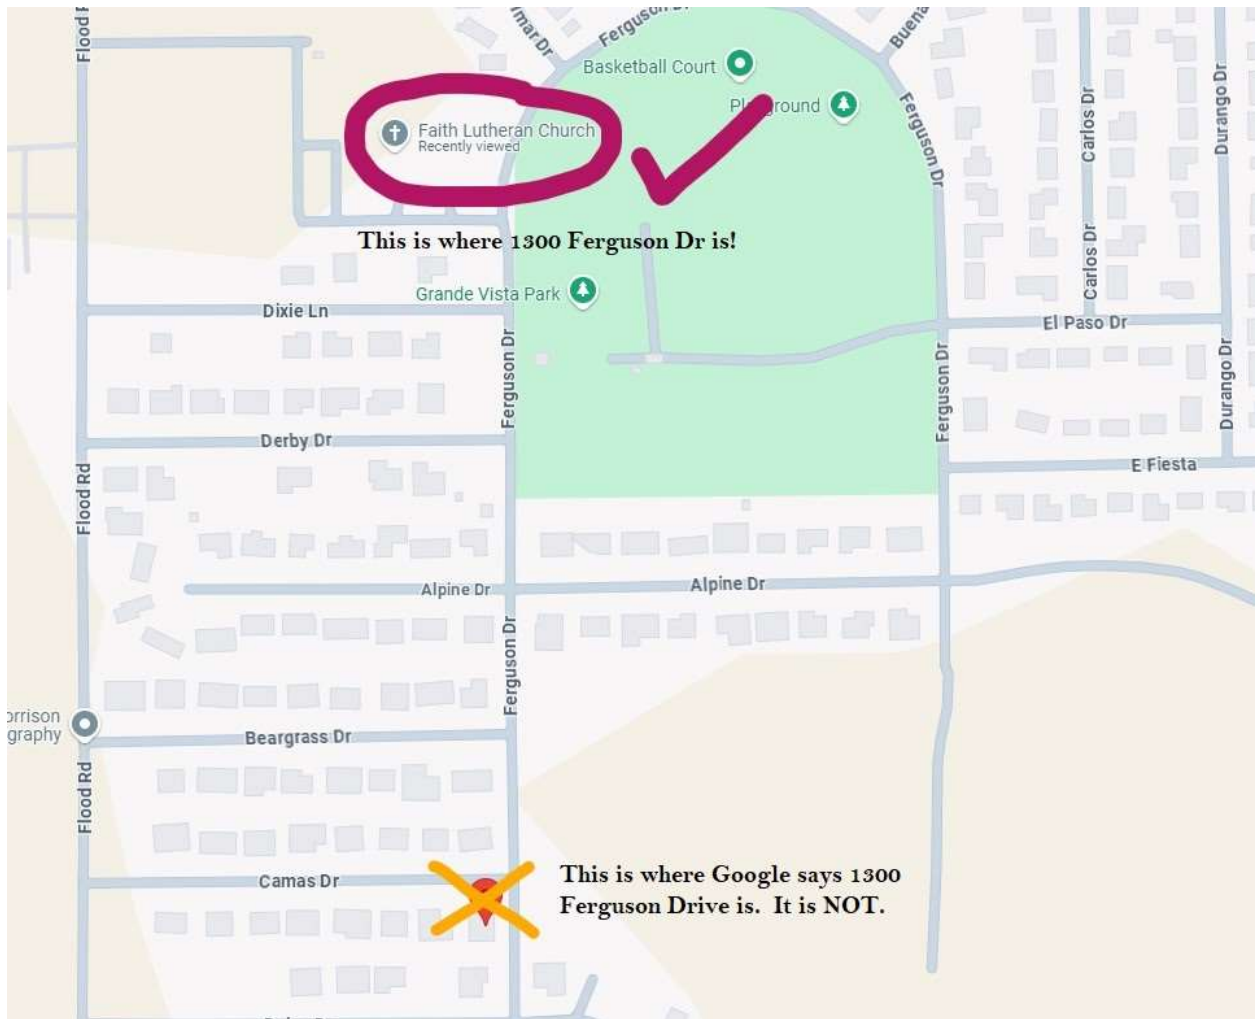 Flood
Ferguson Dr
Buena
Basketball Court
Playground
Faith Lutheran Church
Recently viewed
Ferguson Dr
Carlos Dr
Durango Dr
This is where 1300 Ferguson Dr is!
Carlos Dr
Grande Vista Park
Dixie Ln
El Paso Dr
Ferguson Dr
Ferguson Dr
Durango Dr
Derby Dr
E Fiesta
Flood Rd
Alpine Dr
Alpine Dr
Ferguson Dr
Beargrass Dr
Flood Rd
This is where Google says 1300
Ferguson Drive is. It is NOT.
Camas Dr